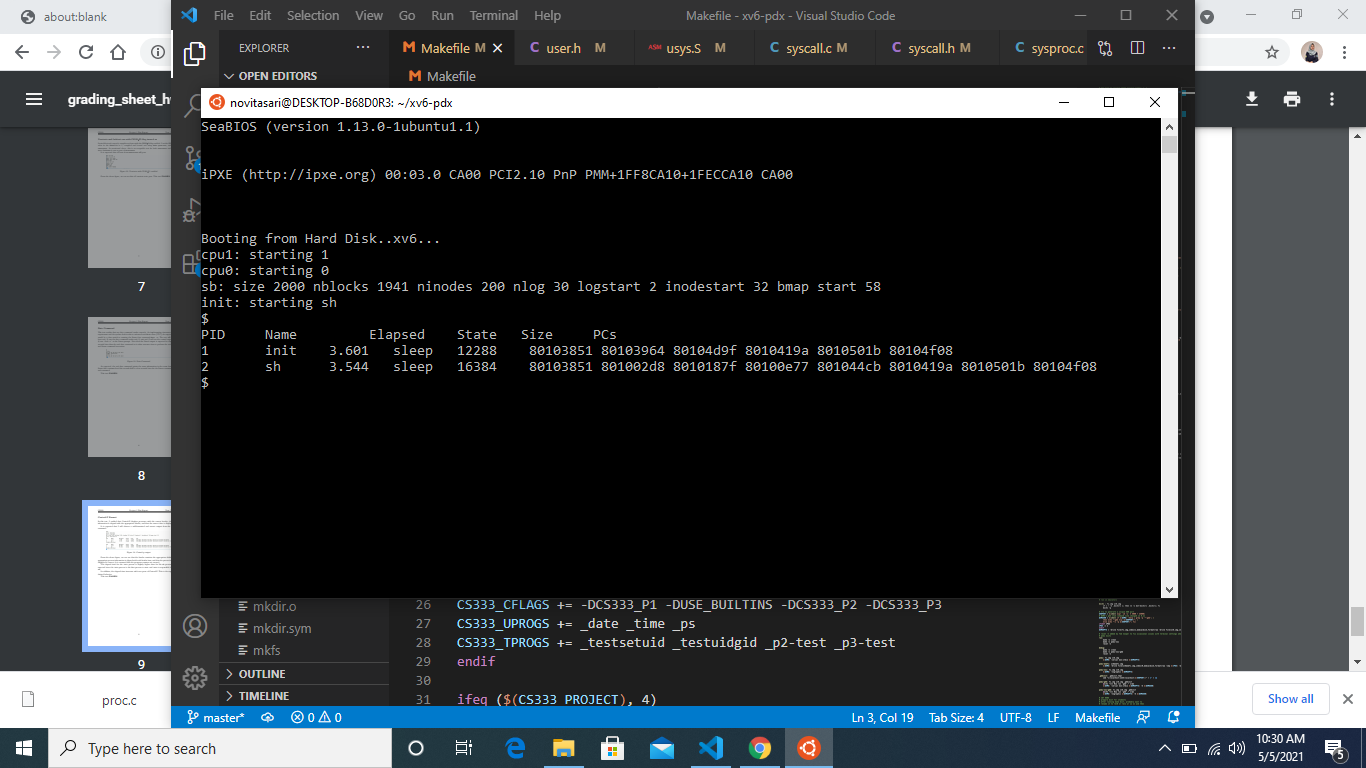 about:blank
File Edit Selection View Go Run Terminal Help
Makefile - xv6-pdx - Visual Studio Code
EXPLORER ...
Makefile M
user.h M
ASM usys.S M
syscall.c M
syscall.h M
sysproc.c
OPEN EDITORS
Makefile
grading_sheet_h
novitasari@DESKTOP-B68D0R3: ~/xv6-pdx
SeaBIOS (version 1.13.0-1ubuntu1.1)
iPXE (http://ipxe.org) 00:03.0 CA00 PCI2.10 PnP PMM+1FF8CA10+1FECCA10 CA00
Booting from Hard Disk..xv6...
cpu1: starting 1
cpu0: starting 0
sb: size 2000 nblocks 1941 ninodes 200 nlog 30 logstart 2 inodestart 32 bmap start 58
init: starting sh
$
PID Name Elapsed State Size PCs
1 init 3.601 sleep 12288 80103851 80103964 80104d9f 8010419a 8010501b 80104f08
2 sh 3.544 sleep 16384 80103851 801002d8 8010187f 80100e77 801044cb 8010419a 8010501b 80104f08
$
7
8
9
mkdir.o
mkdir.sym
mkfs
OUTLINE
TIMELINE
26 CS333_CFLAGS += -DCS333_P1 -DUSE_BUILTINS -DCS333_P2 -DCS333_P3
27 CS333_UPROGS += _date _time _ps
28 CS333_TPROGS += _testsetuid _testuidgid _p2-test _p3-test
29 endif
30
31 ifeq ($(CS333_PROJECT), 4)
proc.c
Show all
master* 0 0 Ln 3, Col 19 Tab Size: 4 UTF-8 LF Makefile
Type here to search
10:30 AM
5/5/2021
5